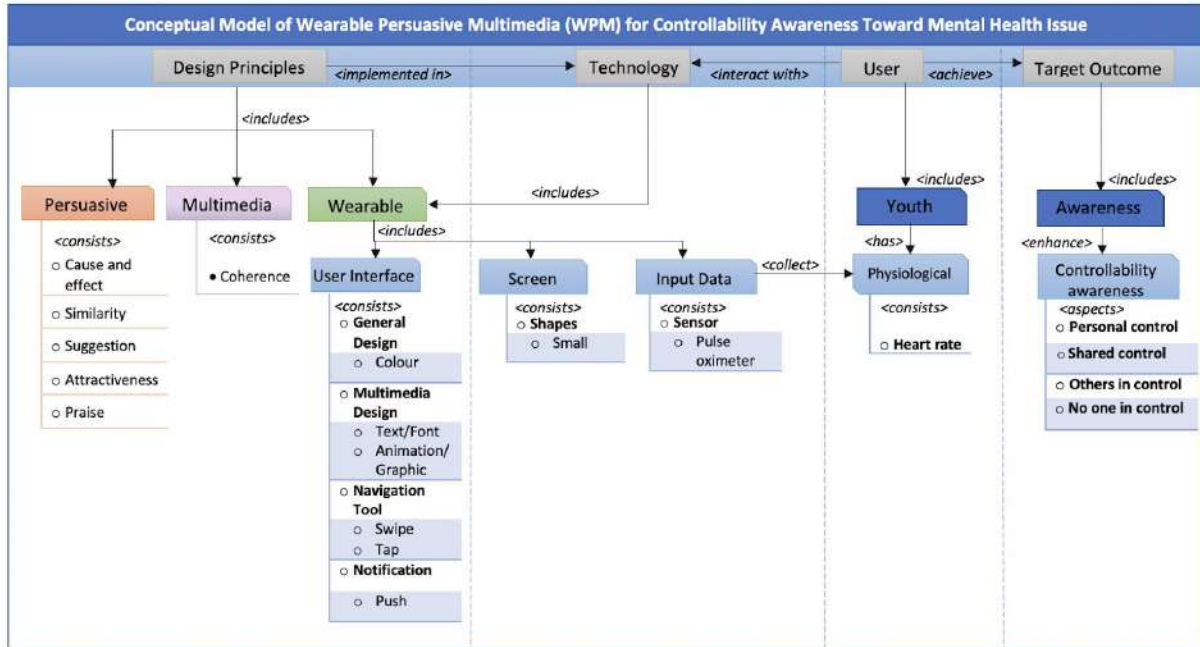 Conceptual Model of Wearable Persuasive Multimedia (WPM) for Controllability Awareness Toward Mental Health Issue
Design Principles
<implemented in>
Technology
<interact with>
User
<achieve>
Target Outcome
<includes>
<includes>
<includes>
<includes>
Persuasive
<consists>
○ Cause and
effect
○ Similarity
○ Suggestion
○ Attractiveness
○ Praise
Multimedia
<consists>
• Coherence
Wearable
<includes>
User Interface
<consists>
○ General
Design
○ Colour
○ Multimedia
Design
○ Text/Font
○ Animation/
Graphic
○ Navigation
Tool
○ Swipe
○ Tap
○ Notification
○ Push
Screen
<consists>
○ Shapes
○ Small
Input Data
<consists>
○ Sensor
○ Pulse
oximeter
<collect>
Youth
<has>
Physiological
<consists>
○ Heart rate
Awareness
<enhance>
Controllability
awareness
<aspects>
○ Personal control
○ Shared control
○ Others in control
○ No one in control